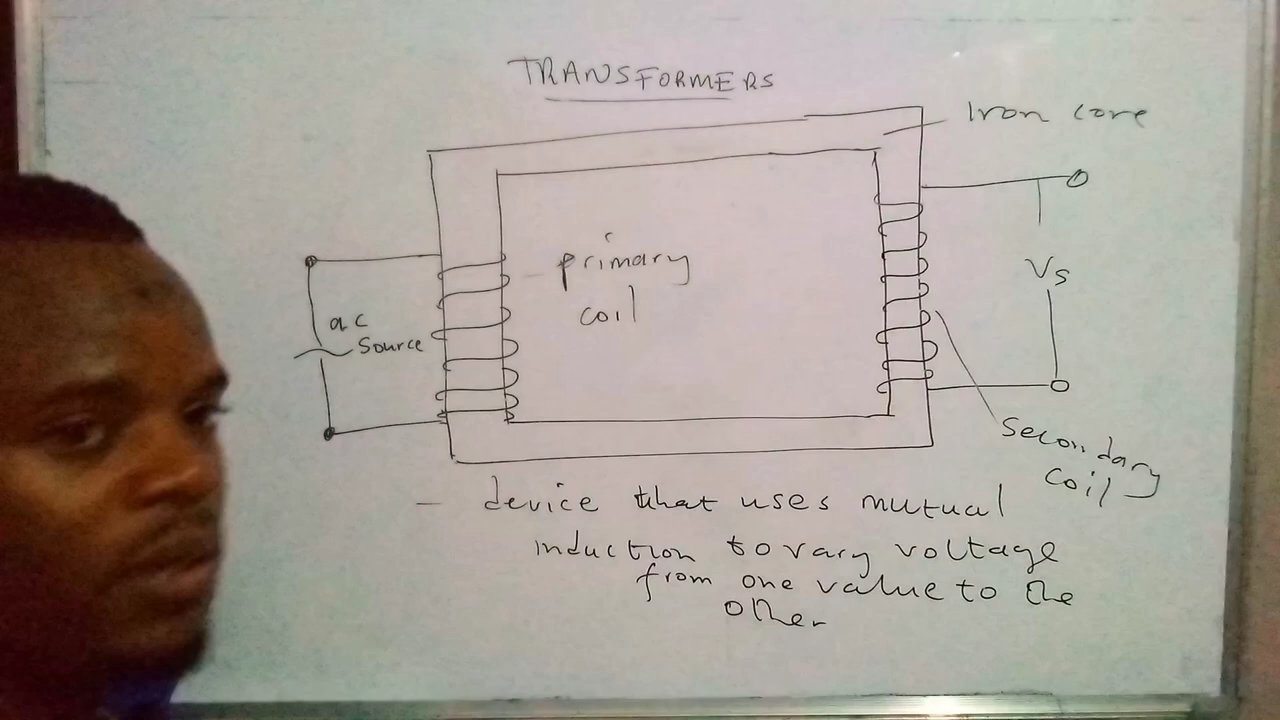 TRANSFORMERS
Iron core
primary
coil
ac
source
Vs
Secondary
coil
- device that uses mutual
induction to vary voltage
from one value to the
other